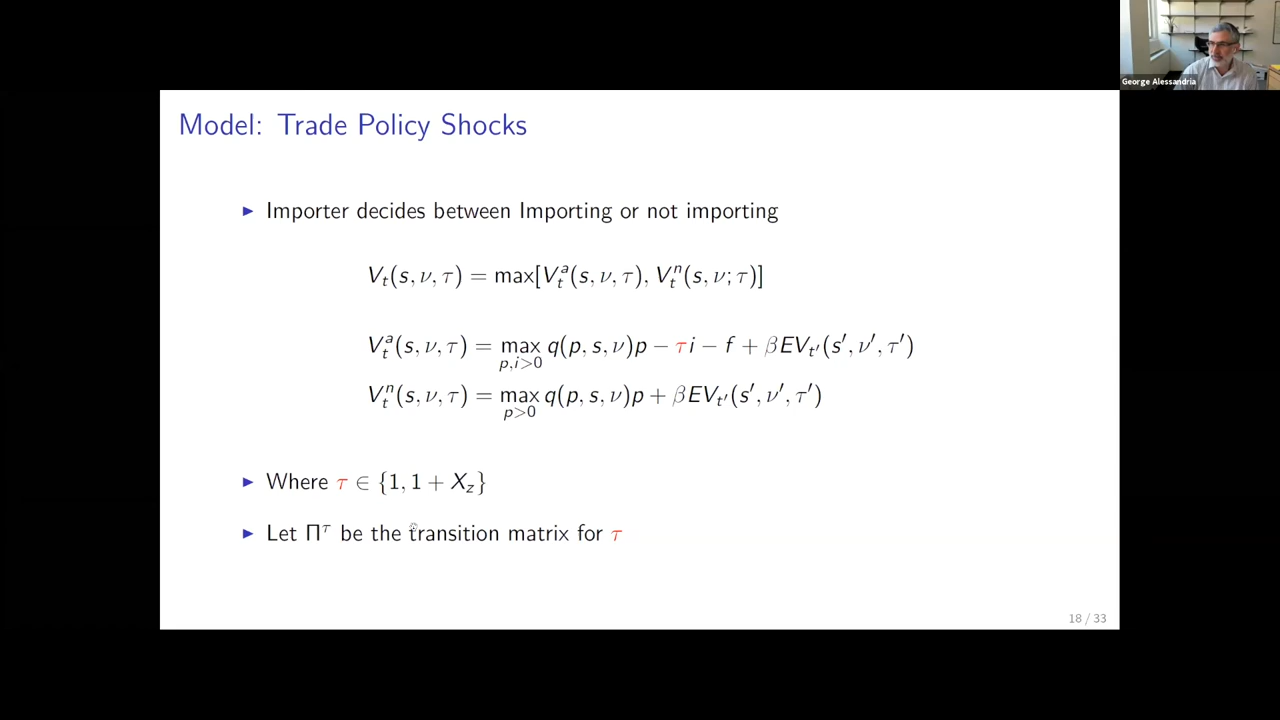 George Alessandria
Model: Trade Policy Shocks
▶ Importer decides between Importing or not importing
V_t(s, ν, τ) = max[V_t^a(s, ν, τ), V_t^n(s, ν; τ)]
V_t^a(s, ν, τ) = max_{p,i>0} q(p, s, ν)p − τi − f + βEV_{t′}(s′, ν′, τ′)
V_t^n(s, ν, τ) = max_{p>0} q(p, s, ν)p + βEV_{t′}(s′, ν′, τ′)
▶ Where τ ∈ {1, 1 + X_z}
▶ Let Π^τ be the transition matrix for τ
18 / 33